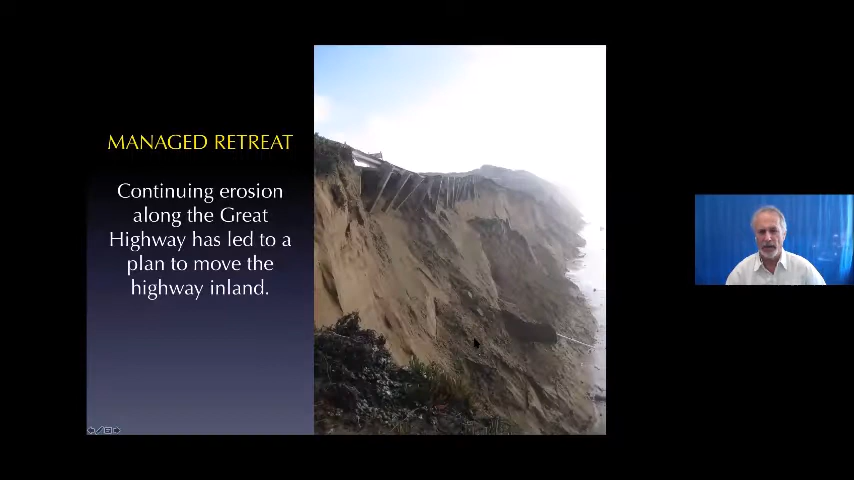 MANAGED RETREAT
Continuing erosion
along the Great
Highway has led to a
plan to move the
highway inland.